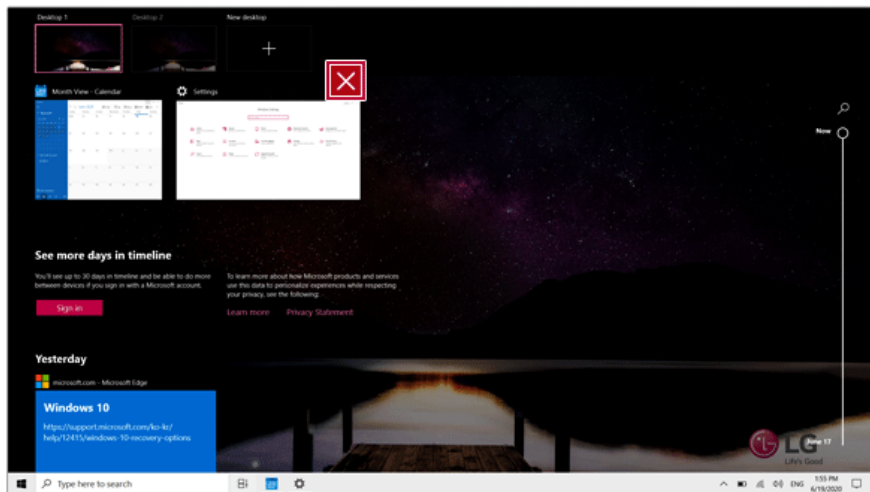 Desktop 1
Desktop 2
New desktop
Month View - Calendar
Settings
Now
See more days in timeline
You'll see up to 30 days in timeline and be able to do more
between devices if you sign in with a Microsoft account.
To learn more about how Microsoft products and services
use this data to personalize experiences while respecting
your privacy, see the following:
Sign in
Learn more
Privacy Statement
Yesterday
microsoft.com - Microsoft Edge
Windows 10
https://support.microsoft.com/ko-kr/
help/12415/windows-10-recovery-options
LG
June 17
Life's Good
Type here to search
ENG
1:55 PM
6/19/2020